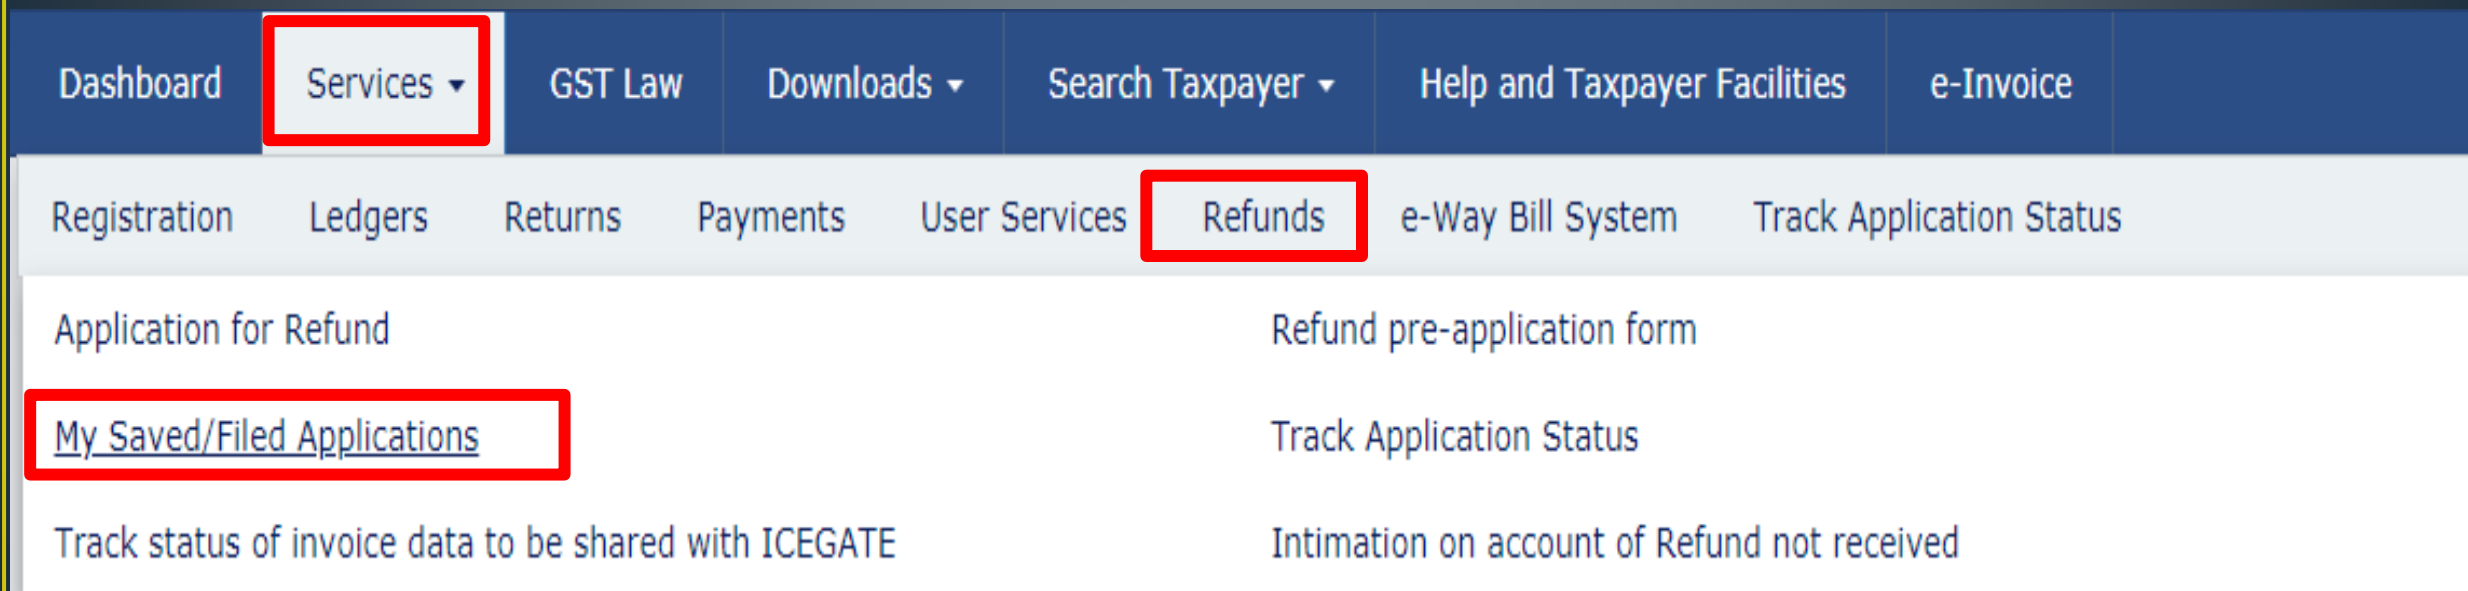 Dashboard Services GST Law Downloads Search Taxpayer Help and Taxpayer Facilities e-Invoice
Registration Ledgers Returns Payments User Services Refunds e-Way Bill System Track Application Status
Application for Refund Refund pre-application form
My Saved/Filed Applications Track Application Status
Track status of invoice data to be shared with ICEGATE Intimation on account of Refund not received